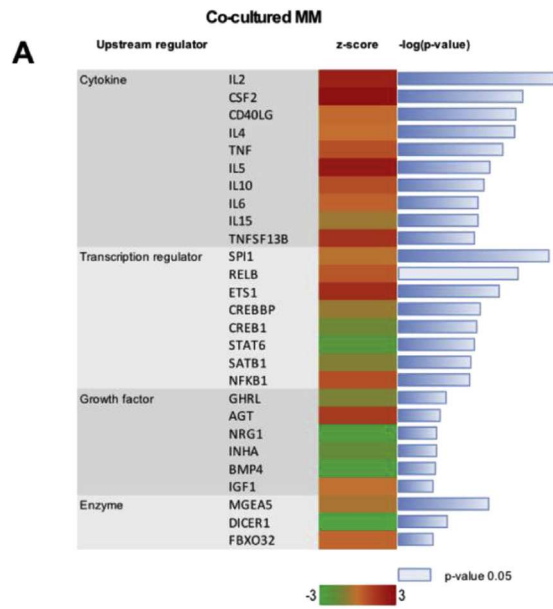 Co-cultured MM
A
Upstream regulator z-score -log(p-value)
Cytokine IL2
CSF2
CD40LG
IL4
TNF
IL5
IL10
IL6
IL15
TNFSF13B
Transcription regulator SPI1
RELB
ETS1
CREBBP
CREB1
STAT6
SATB1
NFKB1
Growth factor GHRL
AGT
NRG1
INHA
BMP4
IGF1
Enzyme MGEA5
DICER1
FBXO32
p-value 0.05
-3 3